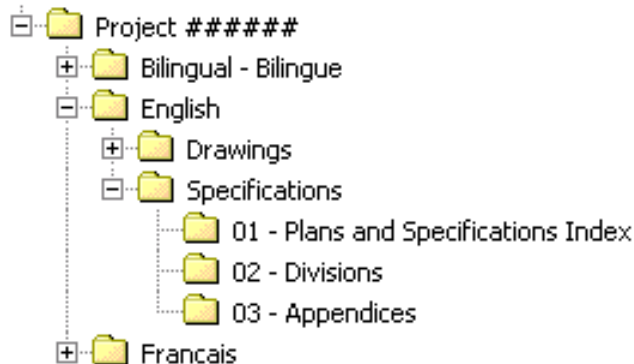 Project ######
Bilingual - Bilingue
English
Drawings
Specifications
01 - Plans and Specifications Index
02 - Divisions
03 - Appendices
Francais